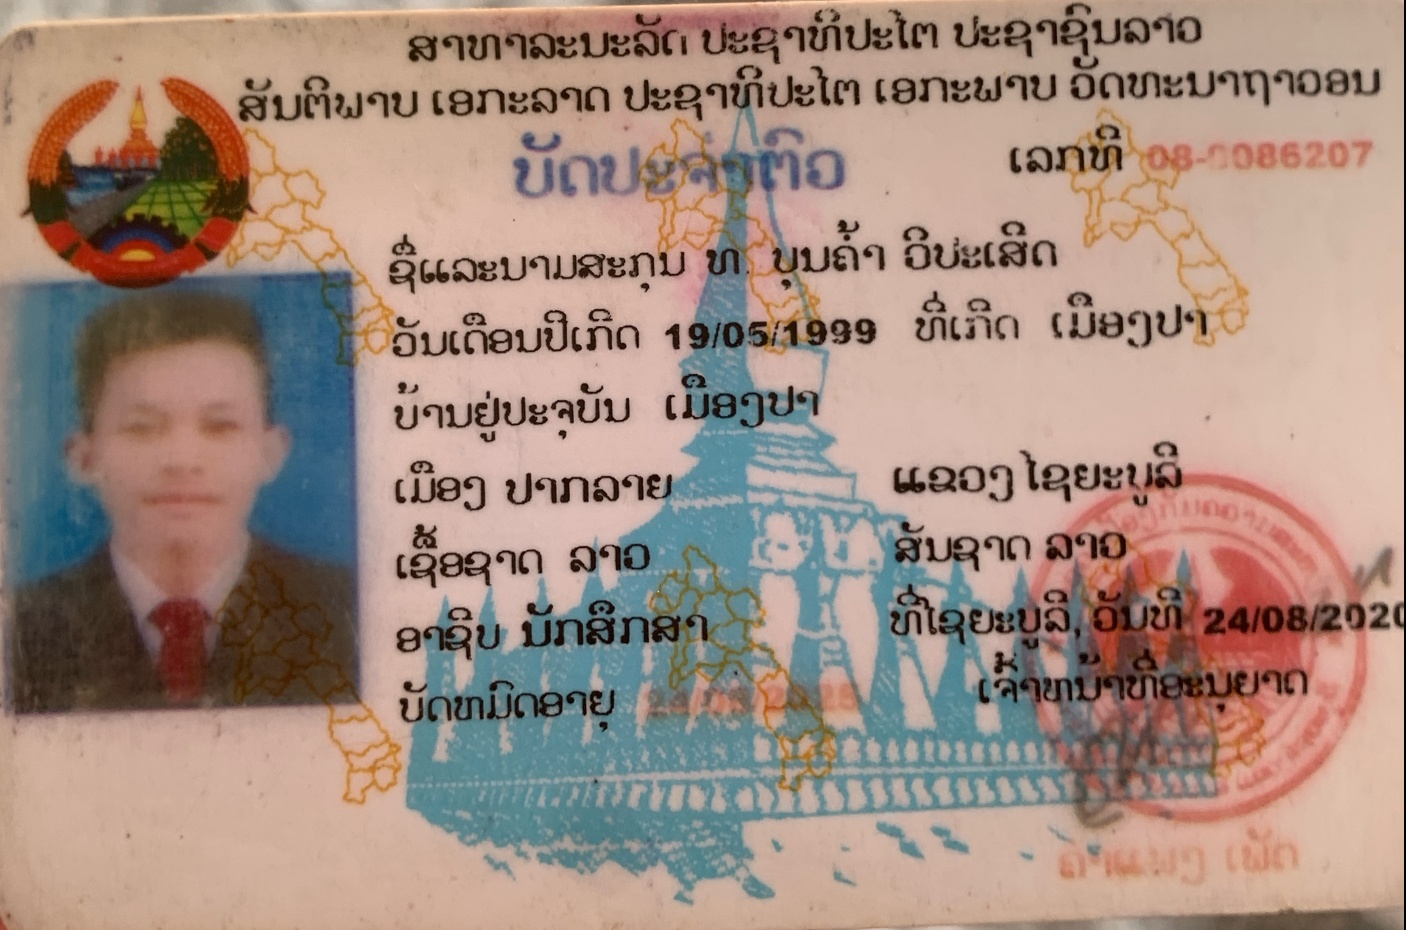 ສາທາລະນະລັດ ປະຊາທິປະໄຕ ປະຊາຊົນລາວ
ສັນຕິພາບ ເອກະລາດ ປະຊາທິປະໄຕ ເອກະພາບ ວັດທະນາຖາວອນ
ບັດປະຈຳຕົວ
ເລກທີ 08-0086207
ຊື່ແລະນາມສະກຸນ ທ. ບຸນຄ້ຳ ວິປະເສີດ
ວັນເດືອນປີເກີດ 19/05/1999 ທີ່ເກີດ ເມືອງປາ
ບ້ານຢູ່ປະຈຸບັນ ເມືອງປາ
ເມືອງ ປາກລາຍ ແຂວງ ໄຊຍະບູລີ
ເຊື້ອຊາດ ລາວ ສັນຊາດ ລາວ
ອາຊີບ ນັກສຶກສາ ທີ່ໄຊຍະບູລີ, ວັນທີ 24/08/2020
ບັດຫມົດອາຍຸ ເຈົ້າຫນ້າທີ່ອະນຸຍາດ